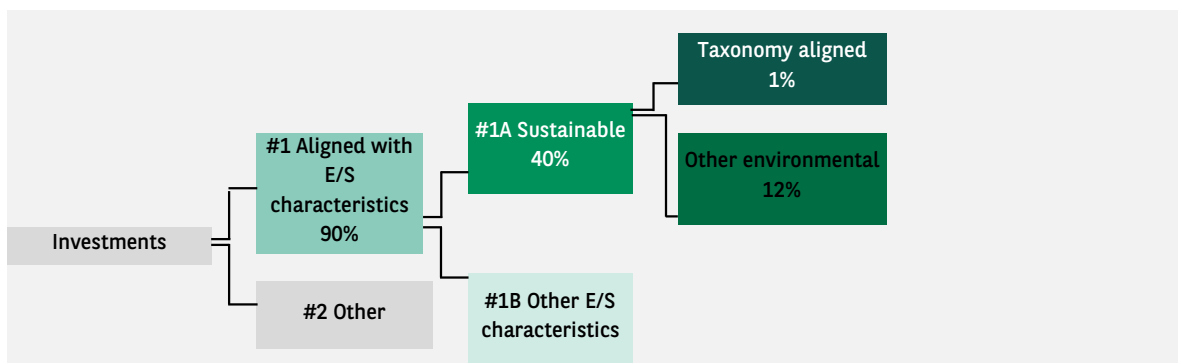 Investments
#1 Aligned with
E/S
characteristics
90%
#2 Other
#1A Sustainable
40%
#1B Other E/S
characteristics
Taxonomy aligned
1%
Other environmental
12%